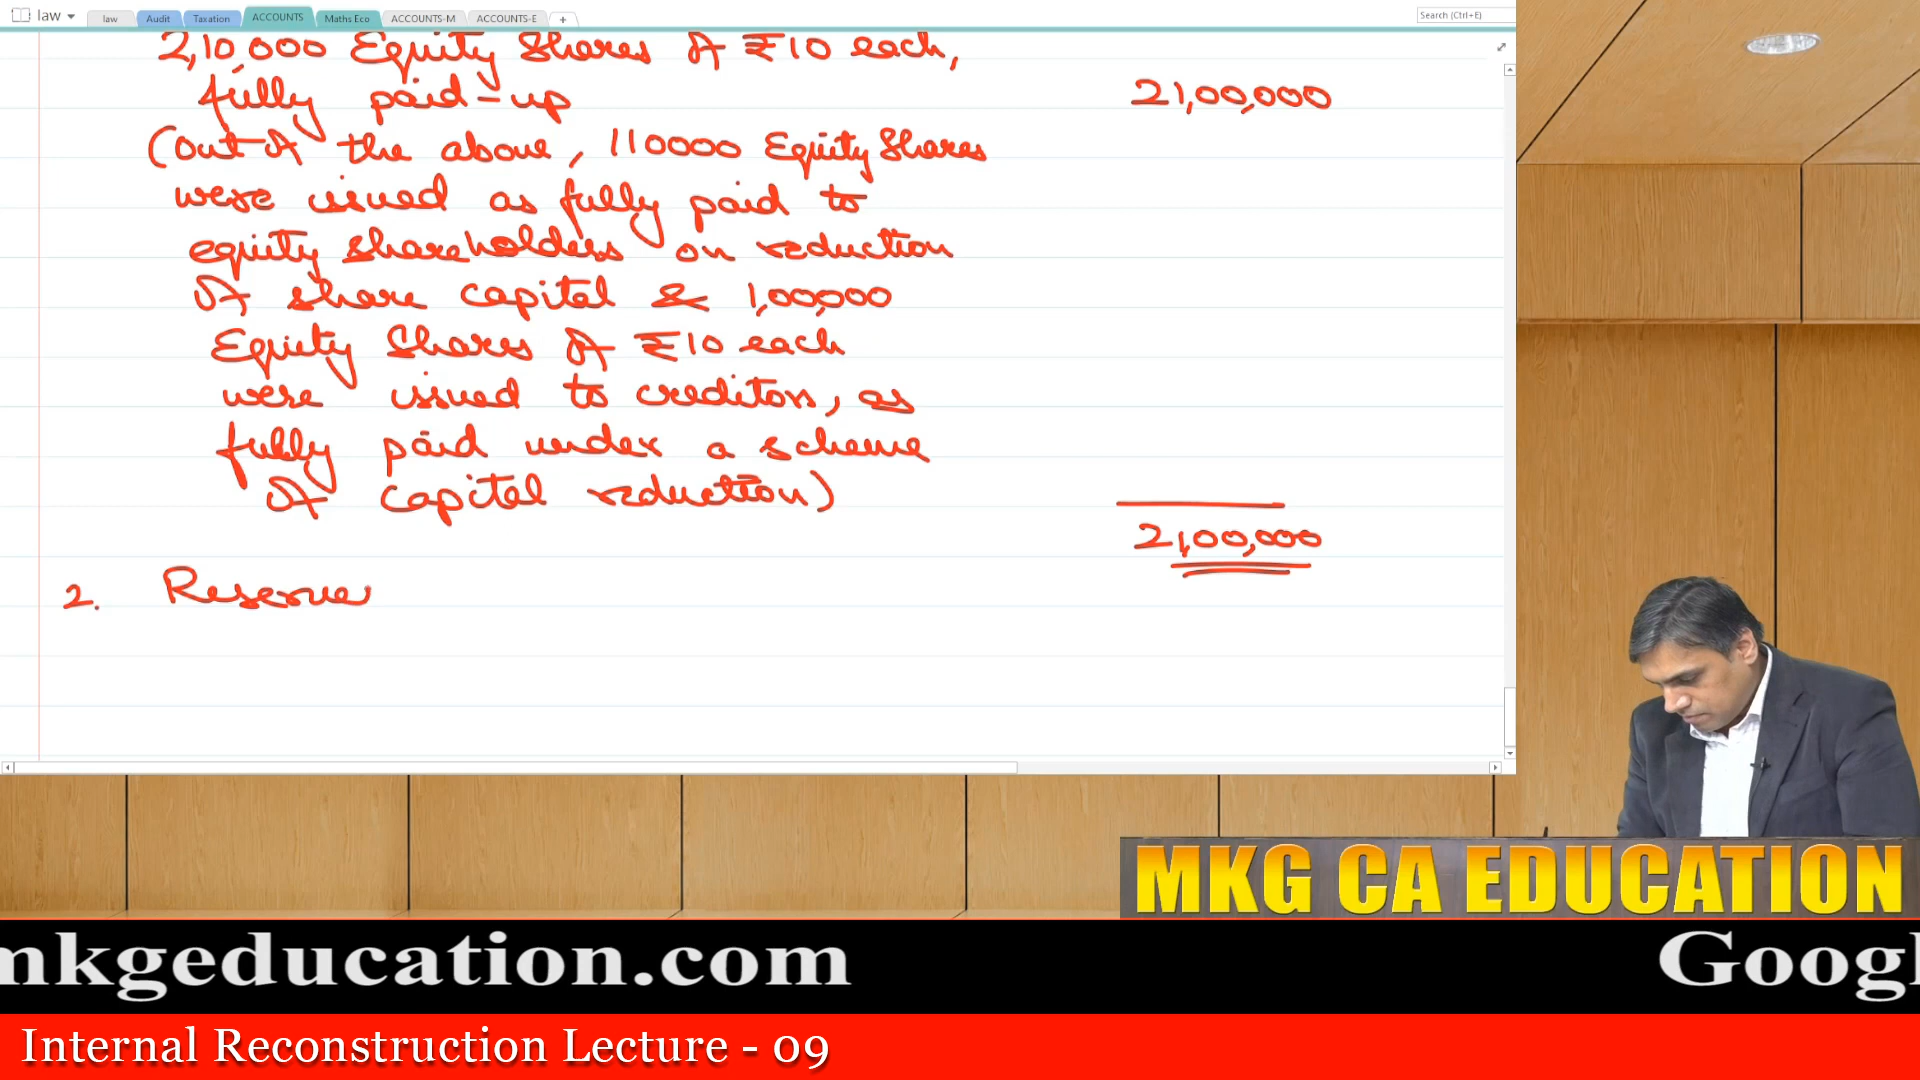 law
law Audit Taxation ACCOUNTS Maths Eco ACCOUNTS-M ACCOUNTS-E +
Search (Ctrl+E)
2,10,000 Equity Shares of ₹10 each,
fully paid-up 21,00,000
(Out of the above, 110000 Equity Shares
were issued as fully paid to
equity shareholders on reduction
of share capital & 1,00,000
Equity Shares of ₹10 each
were issued to creditors, as
fully paid under a scheme
of capital reduction)
21,00,000
2. Reserve
MKG CA EDUCATION
mkgeducation.com Googl
Internal Reconstruction Lecture - 09